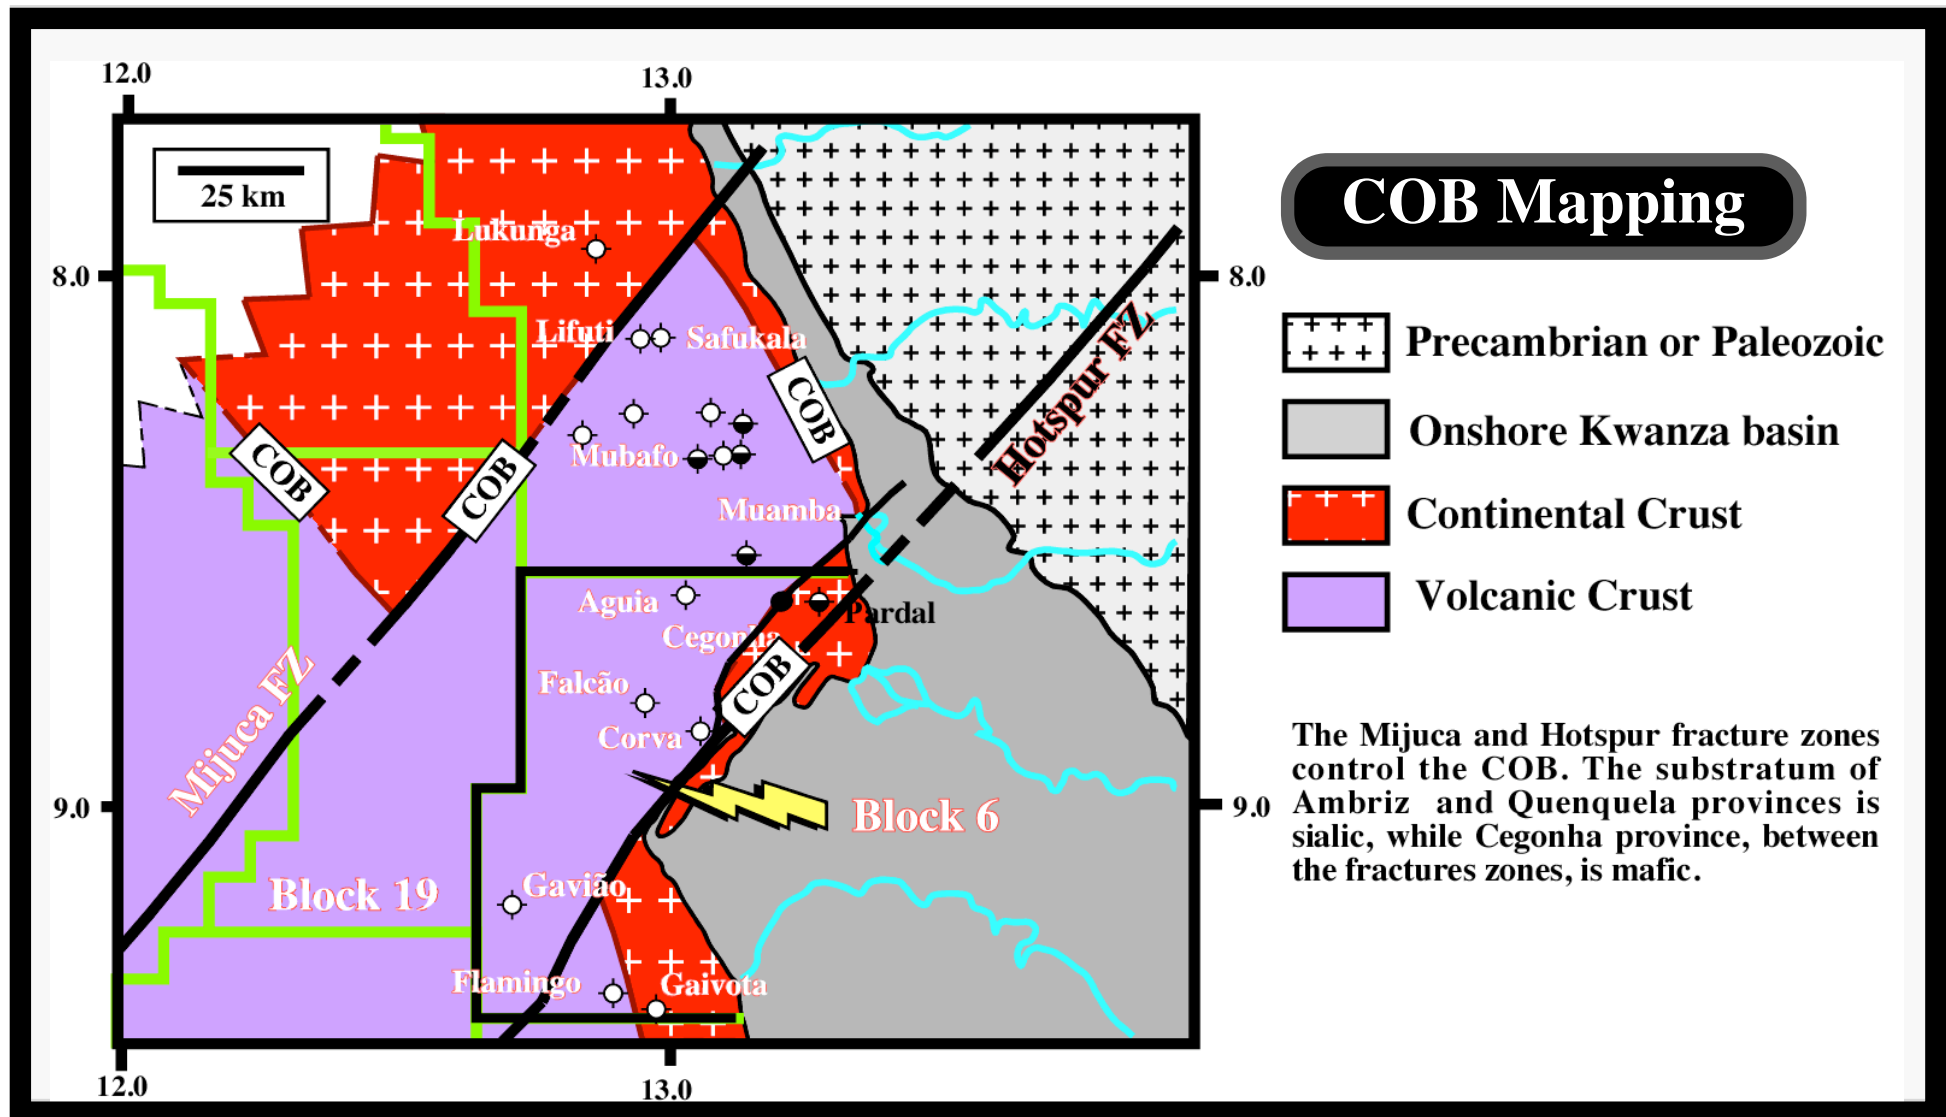 12.0
13.0
25 km
COB Mapping
Lukunga
8.0
8.0
Lifuti
Safukala
Hotspur FZ
Precambrian or Paleozoic
COB
Onshore Kwanza basin
COB
COB
Mubafo
Muamba
Continental Crust
Aguia
Pardal
Volcanic Crust
Cegonha
COB
Mijuca FZ
Falcão
Corva
The Mijuca and Hotspur fracture zones
control the COB. The substratum of
Ambriz and Quenquela provinces is
sialic, while Cegonha province, between
the fractures zones, is mafic.
9.0
9.0
Block 6
Block 19
Gavião
Flamingo
Gaivota
12.0
13.0